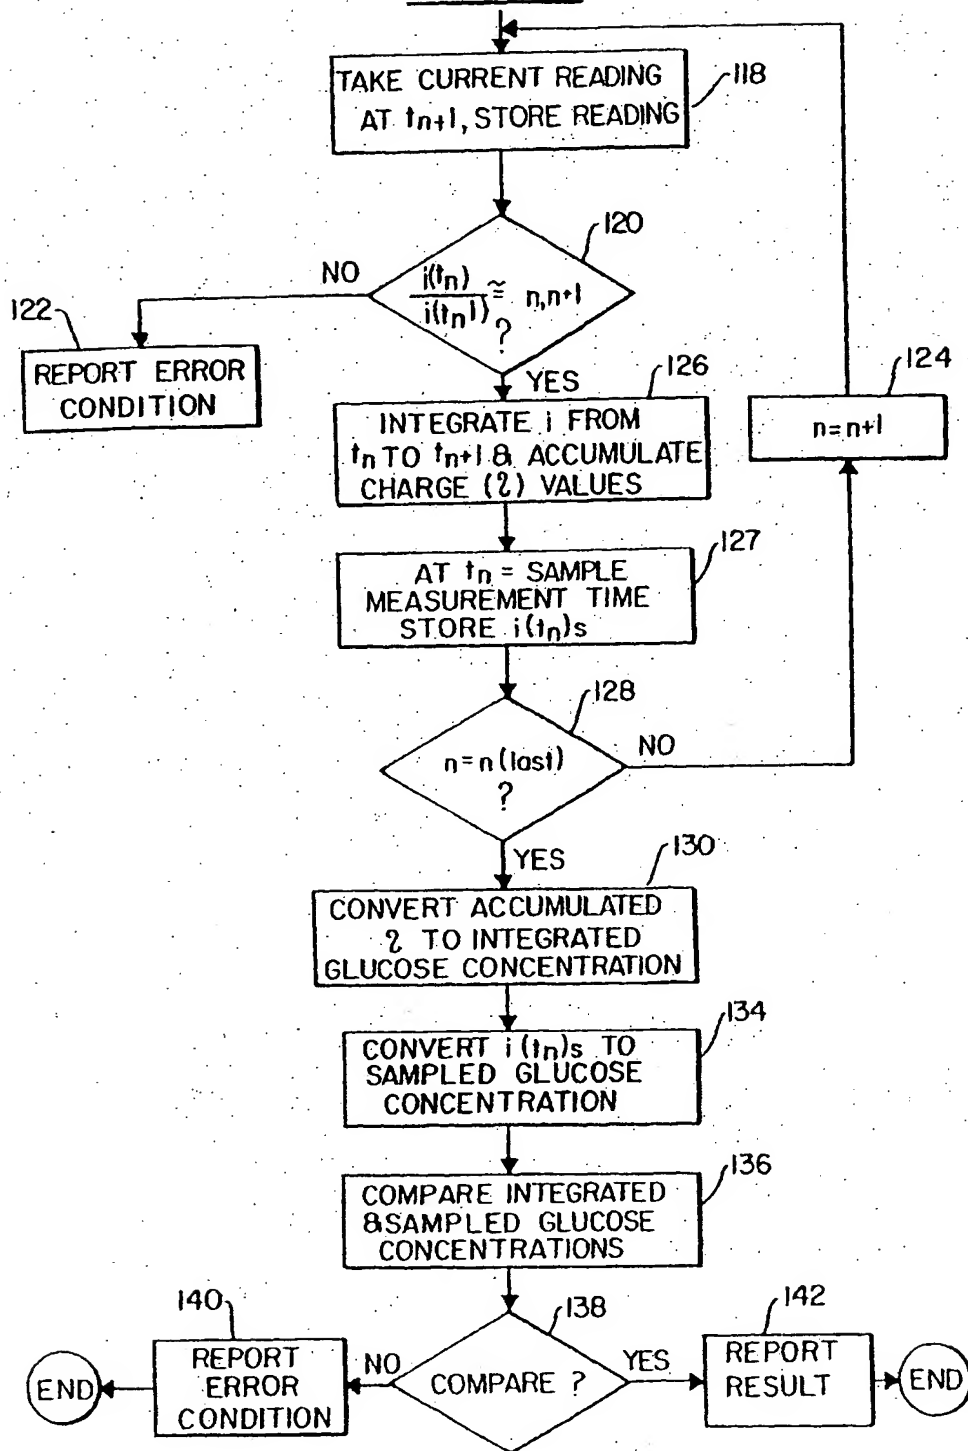 TAKE CURRENT READING
AT tn+1, STORE READING
118
120
NO
i(tn)
i(tn1)
≅ n,n+1
?
122
REPORT ERROR
CONDITION
YES
126
INTEGRATE i FROM
tn TO tn+1 & ACCUMULATE
CHARGE (q) VALUES
124
n=n+1
127
AT tn = SAMPLE
MEASUREMENT TIME
STORE i(tn)s
128
n=n(last)
?
NO
YES
130
CONVERT ACCUMULATED
q TO INTEGRATED
GLUCOSE CONCENTRATION
134
CONVERT i(tn)s TO
SAMPLED GLUCOSE
CONCENTRATION
136
COMPARE INTEGRATED
&SAMPLED GLUCOSE
CONCENTRATIONS
138
COMPARE ?
140
NO
REPORT
ERROR
CONDITION
END
142
YES
REPORT
RESULT
END